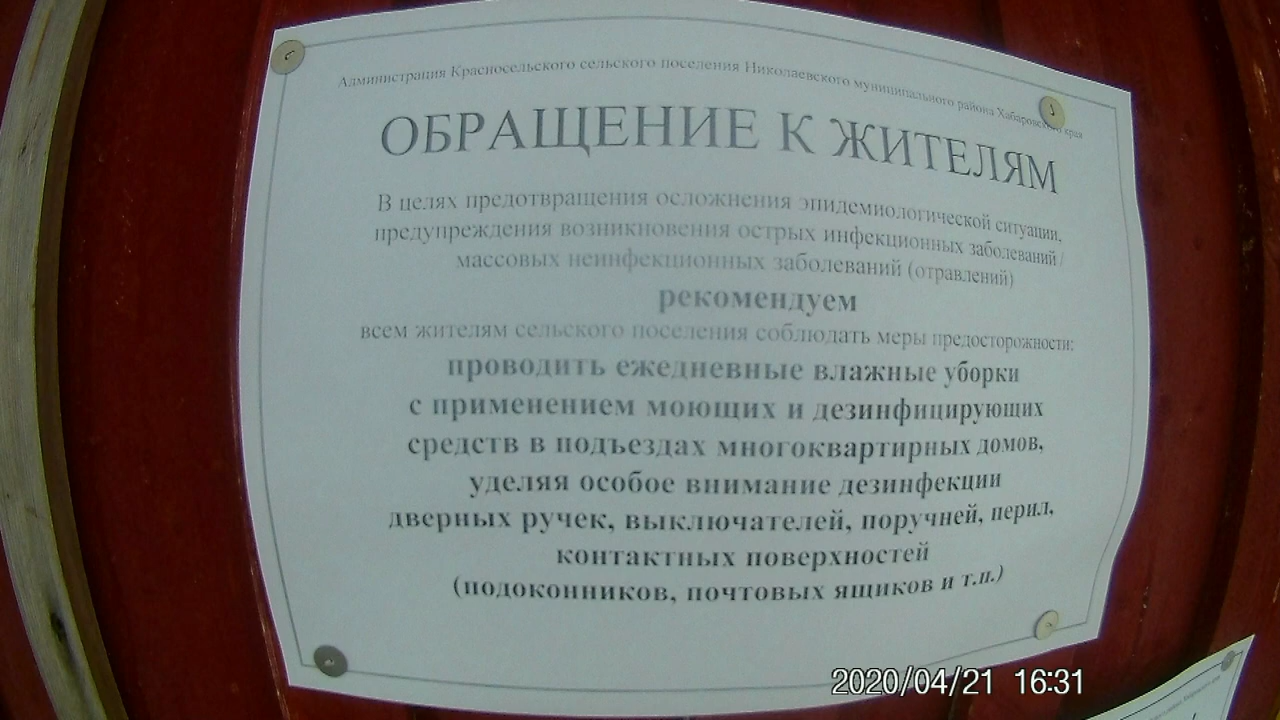 Администрация Красносельского сельского поселения Николаевского муниципального района Хабаровского края
ОБРАЩЕНИЕ К ЖИТЕЛЯМ
В целях предотвращения осложнения эпидемиологической ситуации,
предупреждения возникновения острых инфекционных заболеваний/
массовых неинфекционных заболеваний (отравлений)
рекомендуем
всем жителям сельского поселения соблюдать меры предосторожности:
проводить ежедневные влажные уборки
с применением моющих и дезинфицирующих
средств в подъездах многоквартирных домов,
уделяя особое внимание дезинфекции
дверных ручек, выключателей, поручней, перил,
контактных поверхностей
(подоконников, почтовых ящиков и т.п.)
2020/04/21 16:31